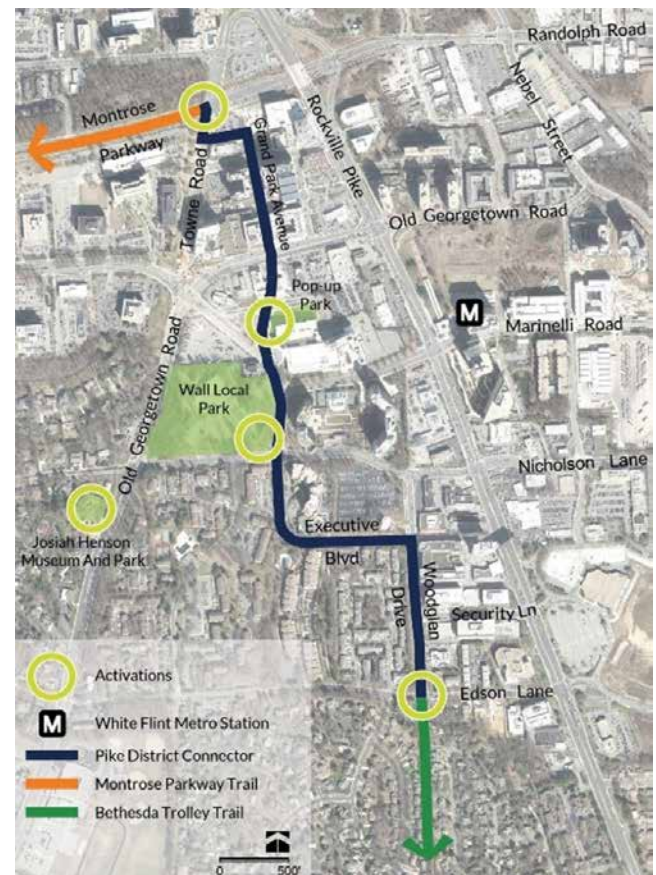 Randolph Road
Nebel
Street
Montrose
Parkway
Rockville Pike
Grand Park Avenue
Towne Road
Old Georgetown Road
Pop-up
Park
M
Marinelli Road
Wall Local
Park
Old Georgetown Road
Nicholson Lane
Josiah Henson
Museum And Park
Executive
Blvd
Woodglen
Drive
Security Ln
Edson Lane
Activations
M
White Flint Metro Station
Pike District Connector
Montrose Parkway Trail
Bethesda Trolley Trail
0
500'